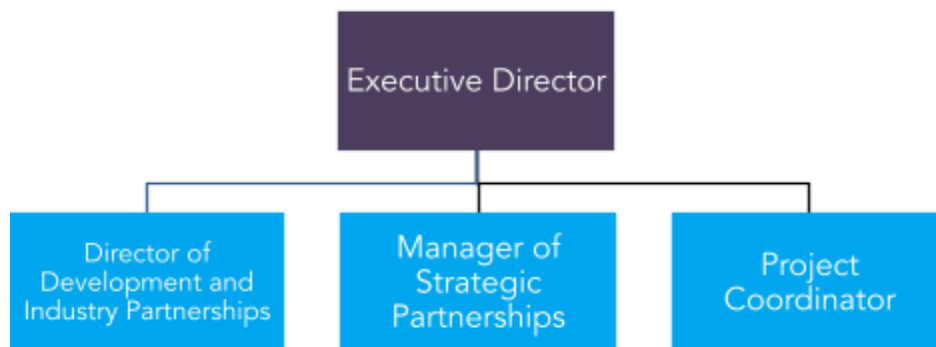 Executive Director
Director of
Development and
Industry Partnerships
Manager of
Strategic
Partnerships
Project
Coordinator